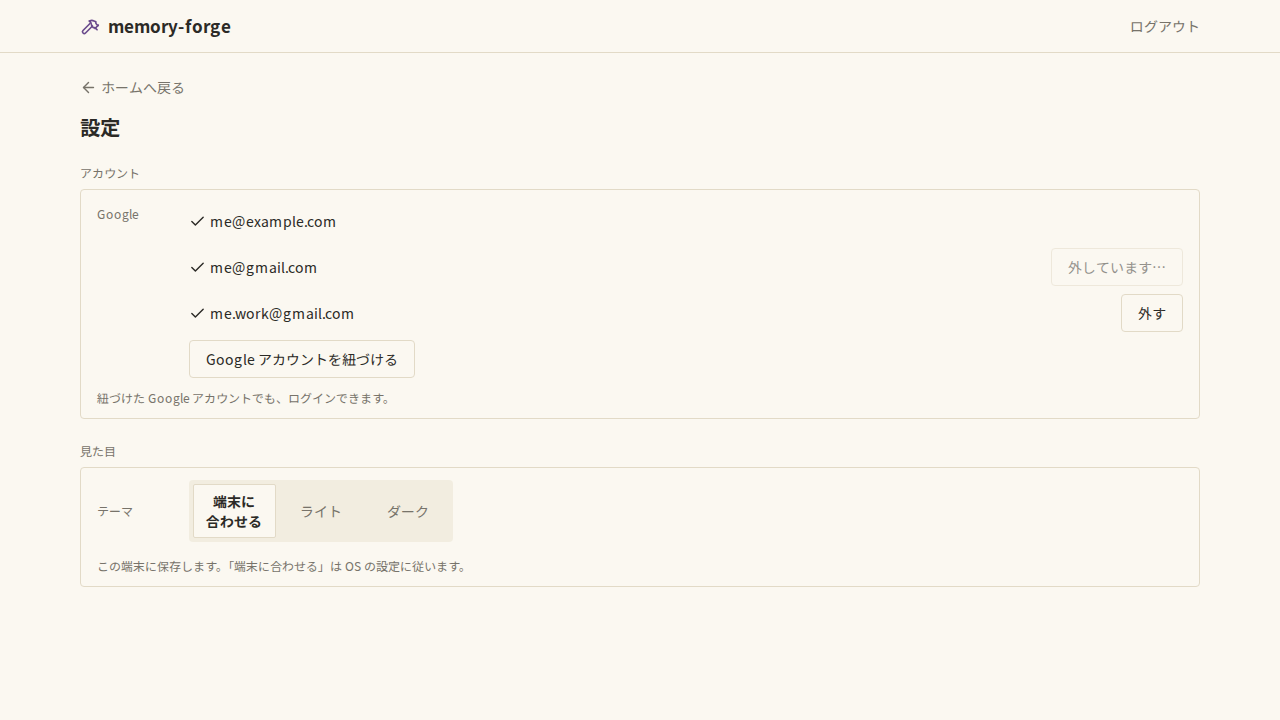 memory-forge
ログアウト
ホームへ戻る
設定
アカウント
Google
me@example.com
me@gmail.com
外しています…
me.work@gmail.com
外す
Google アカウントを紐づける
紐づけた Google アカウントでも、ログインできます。
見た目
テーマ
端末に
合わせる
ライト
ダーク
この端末に保存します。「端末に合わせる」は OS の設定に従います。